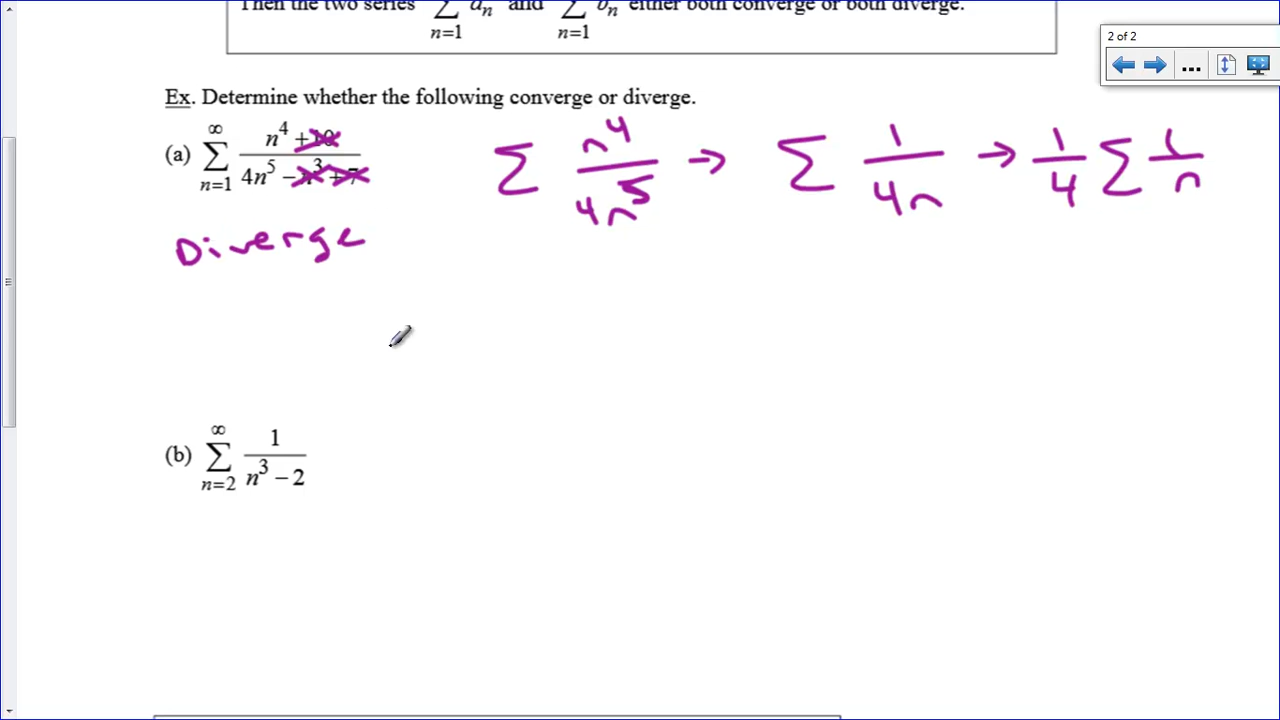 Then the two series ∑ n=1 aₙ and ∑ n=1 bₙ either both converge or both diverge.
2 of 2
Ex. Determine whether the following converge or diverge.
(a) ∞ ∑ n=1 (n⁴ + 10)/(4n⁵ − n³ + 7) ∑ n⁴/4n⁵ → ∑ 1/4n → 1/4 ∑ 1/n
Diverge
(b) ∞ ∑ n=2 1/(n³ − 2)